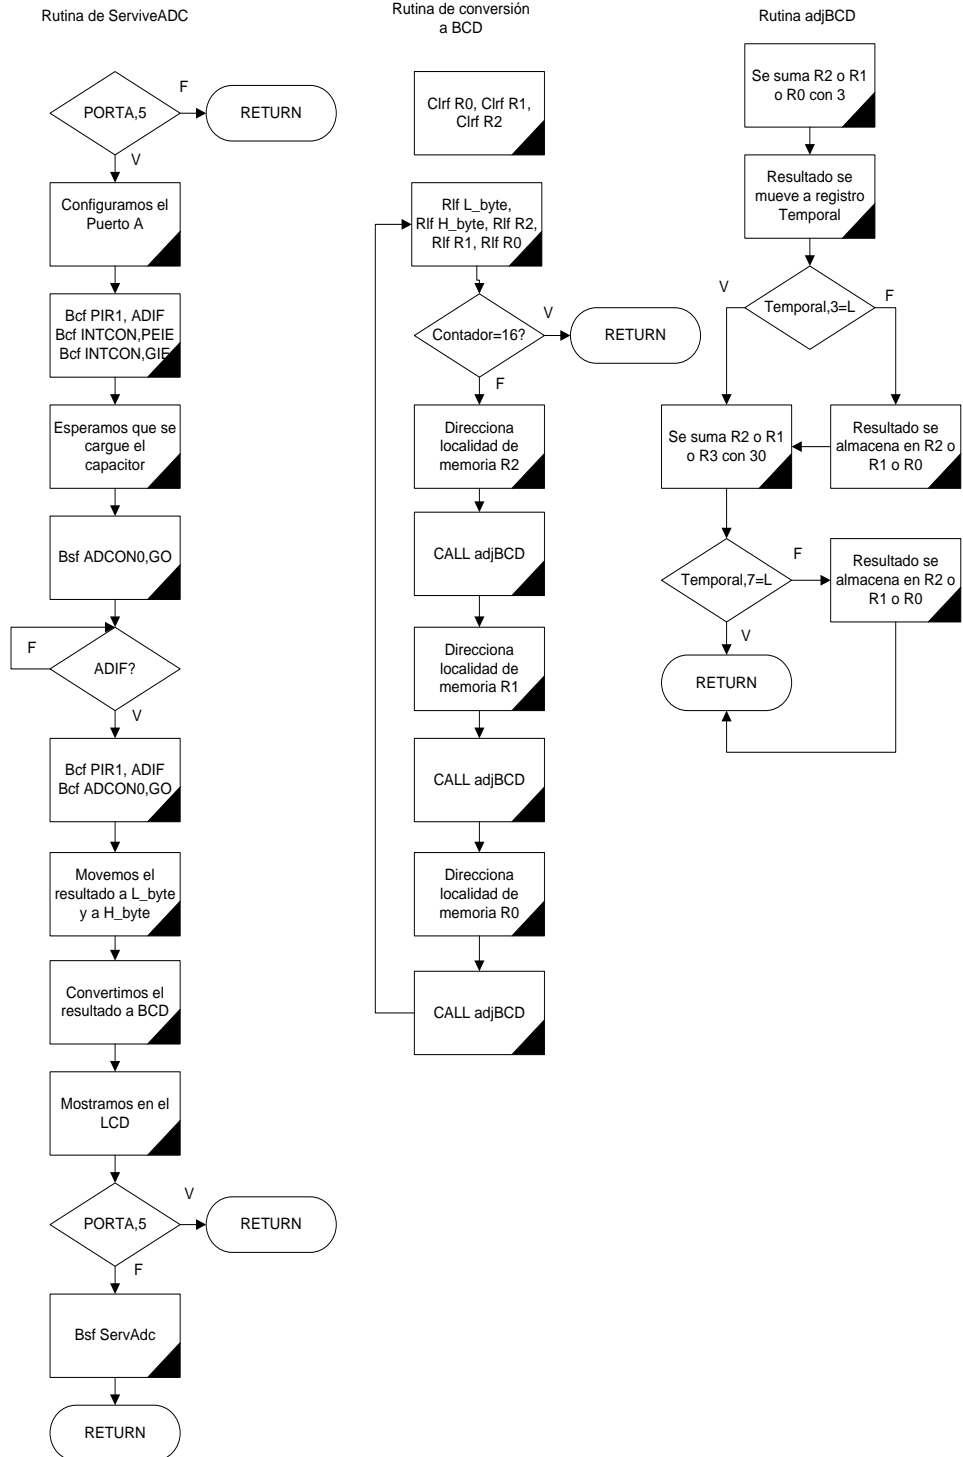 Rutina de ServiveADC
PORTA,5
F
RETURN
V
Configuramos el
Puerto A
Bcf PIR1, ADIF
Bcf INTCON,PEIE
Bcf INTCON,GIE
Esperamos que se
cargue el
capacitor
Bsf ADCON0,GO
F
ADIF?
V
Bcf PIR1, ADIF
Bcf ADCON0,GO
Movemos el
resultado a L_byte
y a H_byte
Convertimos el
resultado a BCD
Mostramos en el
LCD
PORTA,5
V
RETURN
F
Bsf ServAdc
RETURN
Rutina de conversión
a BCD
Clrf R0, Clrf R1,
Clrf R2
Rlf L_byte,
Rlf H_byte, Rlf R2,
Rlf R1, Rlf R0
Contador=16?
V
RETURN
F
Direcciona
localidad de
memoria R2
CALL adjBCD
Direcciona
localidad de
memoria R1
CALL adjBCD
Direcciona
localidad de
memoria R0
CALL adjBCD
Rutina adjBCD
Se suma R2 o R1
o R0 con 3
Resultado se
mueve a registro
Temporal
V
Temporal,3=L
F
Se suma R2 o R1
o R3 con 30
Resultado se
almacena en R2 o
R1 o R0
Temporal,7=L
F
Resultado se
almacena en R2 o
R1 o R0
V
RETURN